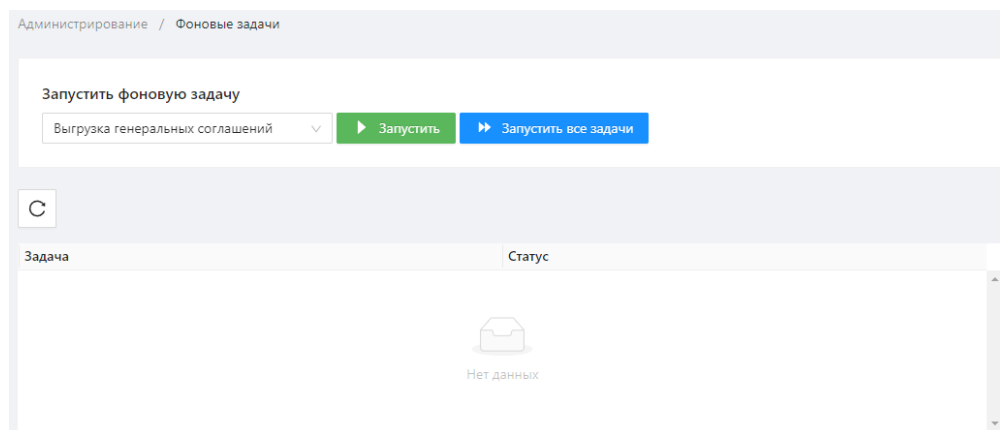 Администрирование / Фоновые задачи
Запустить фоновую задачу
Выгрузка генеральных соглашений Запустить Запустить все задачи
Задача Статус
Нет данных